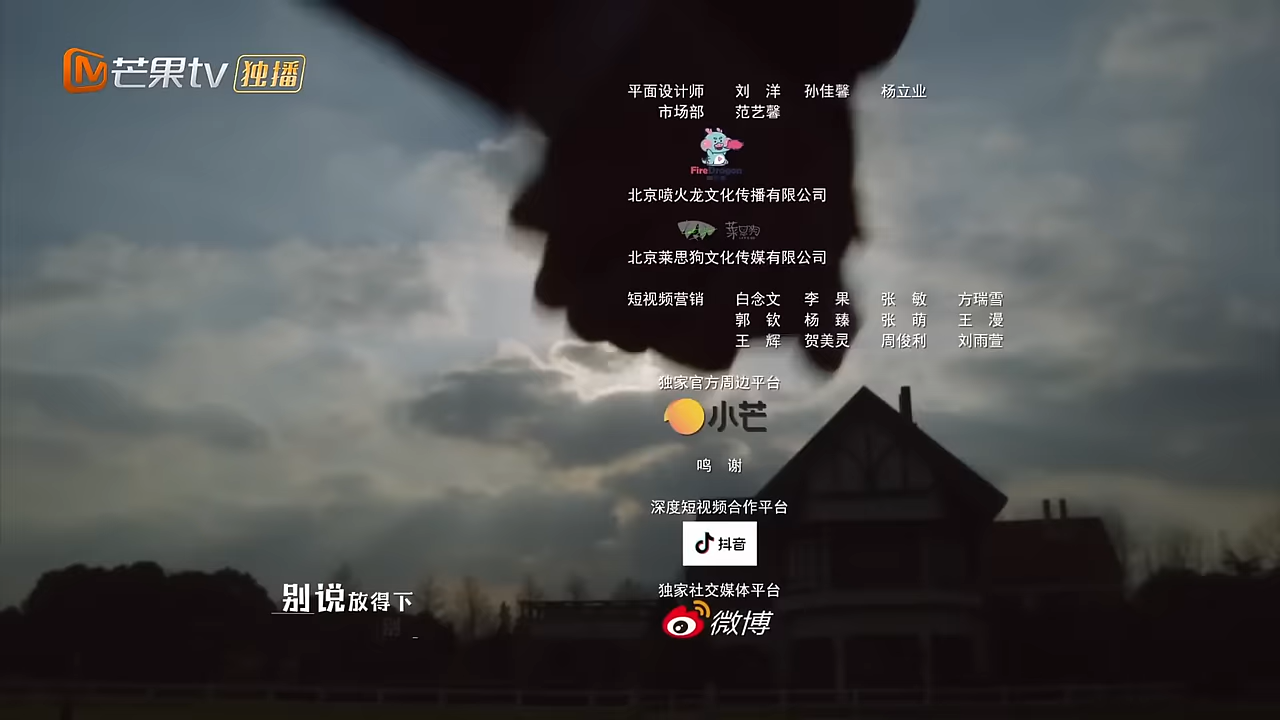 芒果tv 独播
平面设计师 刘 洋 孙佳馨 杨立业
市场部 范艺馨
FireDragon
北京喷火龙文化传播有限公司
莱思狗
北京莱思狗文化传媒有限公司
短视频营销 白念文 李 果 张 敏 方瑞雪
郭 钦 杨 臻 张 萌 王 漫
王 辉 贺美灵 周俊利 刘雨萱
独家官方周边平台
小芒
鸣 谢
深度短视频合作平台
抖音
独家社交媒体平台
微博
别说放得下